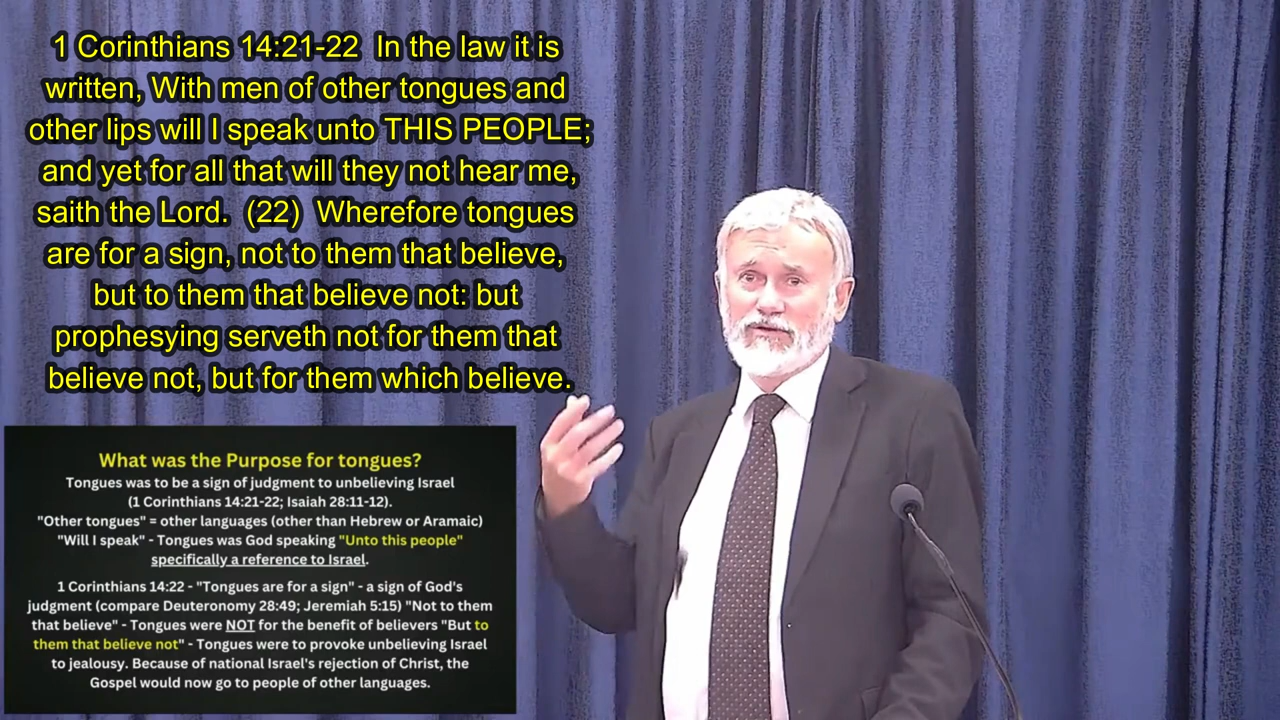 1 Corinthians 14:21-22  In the law it is
written, With men of other tongues and
other lips will I speak unto THIS PEOPLE;
and yet for all that will they not hear me,
saith the Lord.  (22)  Wherefore tongues
are for a sign, not to them that believe,
but to them that believe not: but
prophesying serveth not for them that
believe not, but for them which believe.
What was the Purpose for tongues?
Tongues was to be a sign of judgment to unbelieving Israel
(1 Corinthians 14:21-22; Isaiah 28:11-12).
"Other tongues" = other languages (other than Hebrew or Aramaic)
"Will I speak" - Tongues was God speaking "Unto this people"
specifically a reference to Israel.
1 Corinthians 14:22 - "Tongues are for a sign" - a sign of God's
judgment (compare Deuteronomy 28:49; Jeremiah 5:15) "Not to them
that believe" - Tongues were NOT for the benefit of believers "But to
them that believe not" - Tongues were to provoke unbelieving Israel
to jealousy. Because of national Israel's rejection of Christ, the
Gospel would now go to people of other languages.